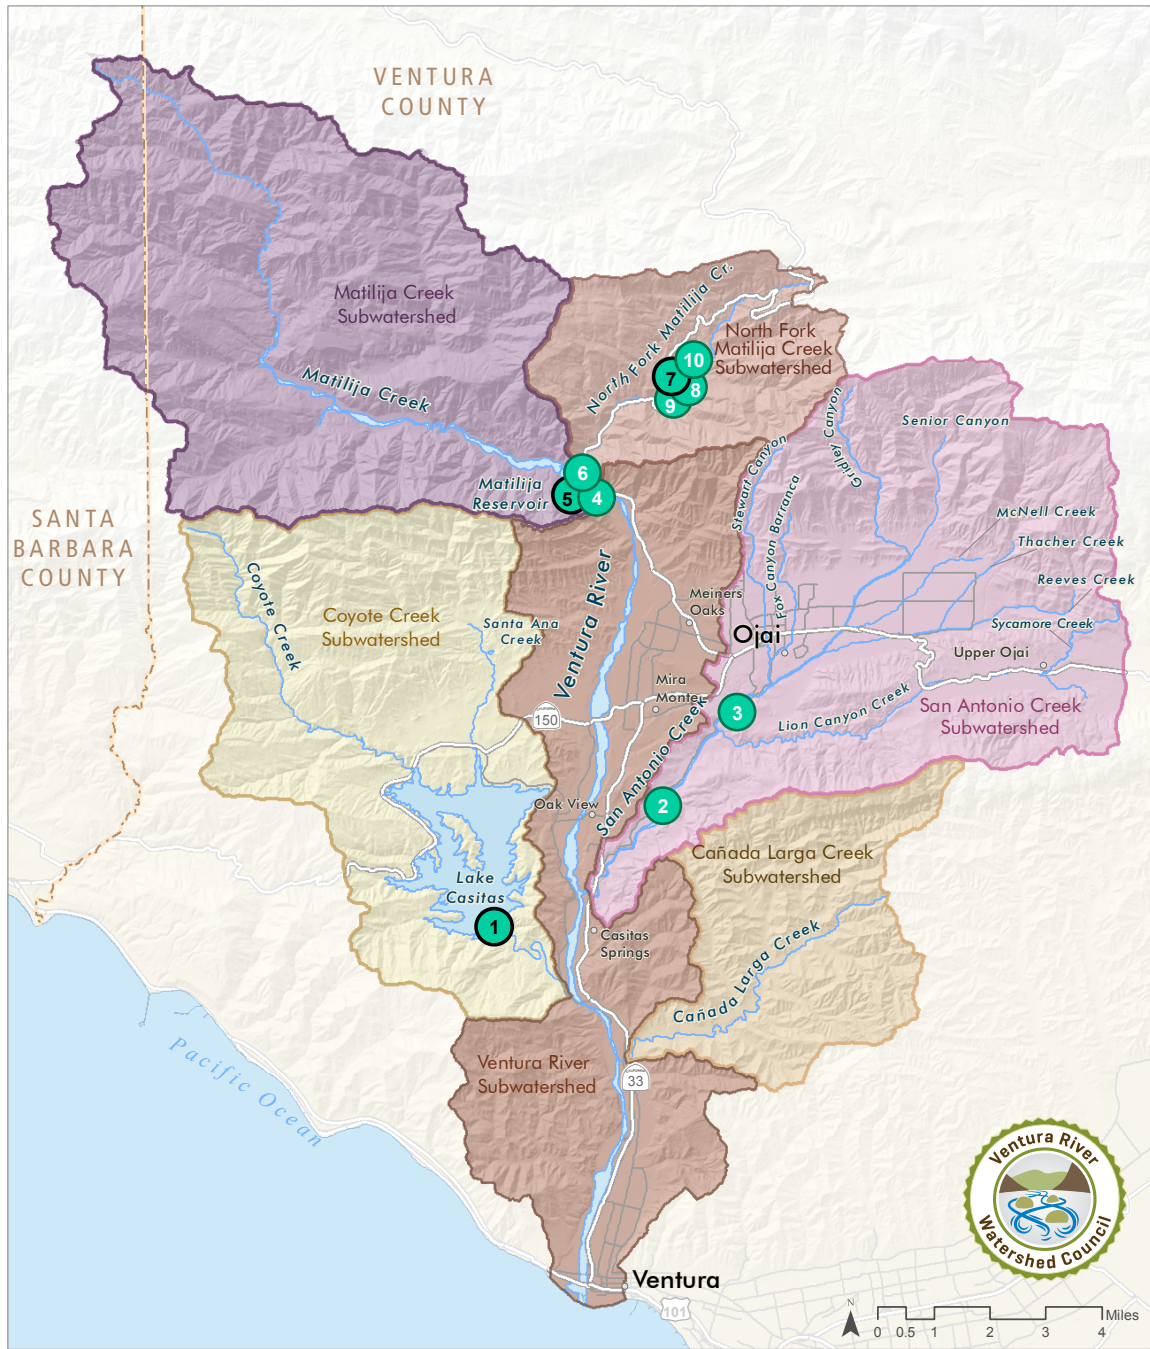 VENTURA
COUNTY
Matilija Creek
Subwatershed
North Fork Matilija Cr.
North Fork
Matilija Creek
Subwatershed
10
7
8
9
Matilija Creek
Gridley Canyon
Senior Canyon
Stewart Canyon
Fox Canyon Barranca
6
5
4
Matilija
Reservoir
SANTA
BARBARA
COUNTY
McNell Creek
Thacher Creek
Reeves Creek
Sycamore Creek
Coyote Creek
Coyote Creek
Subwatershed
Santa Ana
Creek
Ventura River
Meiners
Oaks
Ojai
Upper Ojai
Mira
Monte
San Antonio Creek
3
Lion Canyon Creek
San Antonio Creek
Subwatershed
CALIFORNIA
150
Oak View
2
Cañada Larga Creek
Subwatershed
Lake
Casitas
1
Casitas
Springs
Cañada Larga Creek
Pacific Ocean
Ventura River
Subwatershed
CALIFORNIA
33
Ventura River
Watershed Council
Ventura
101
N
0 0.5 1 2 3 4 Miles